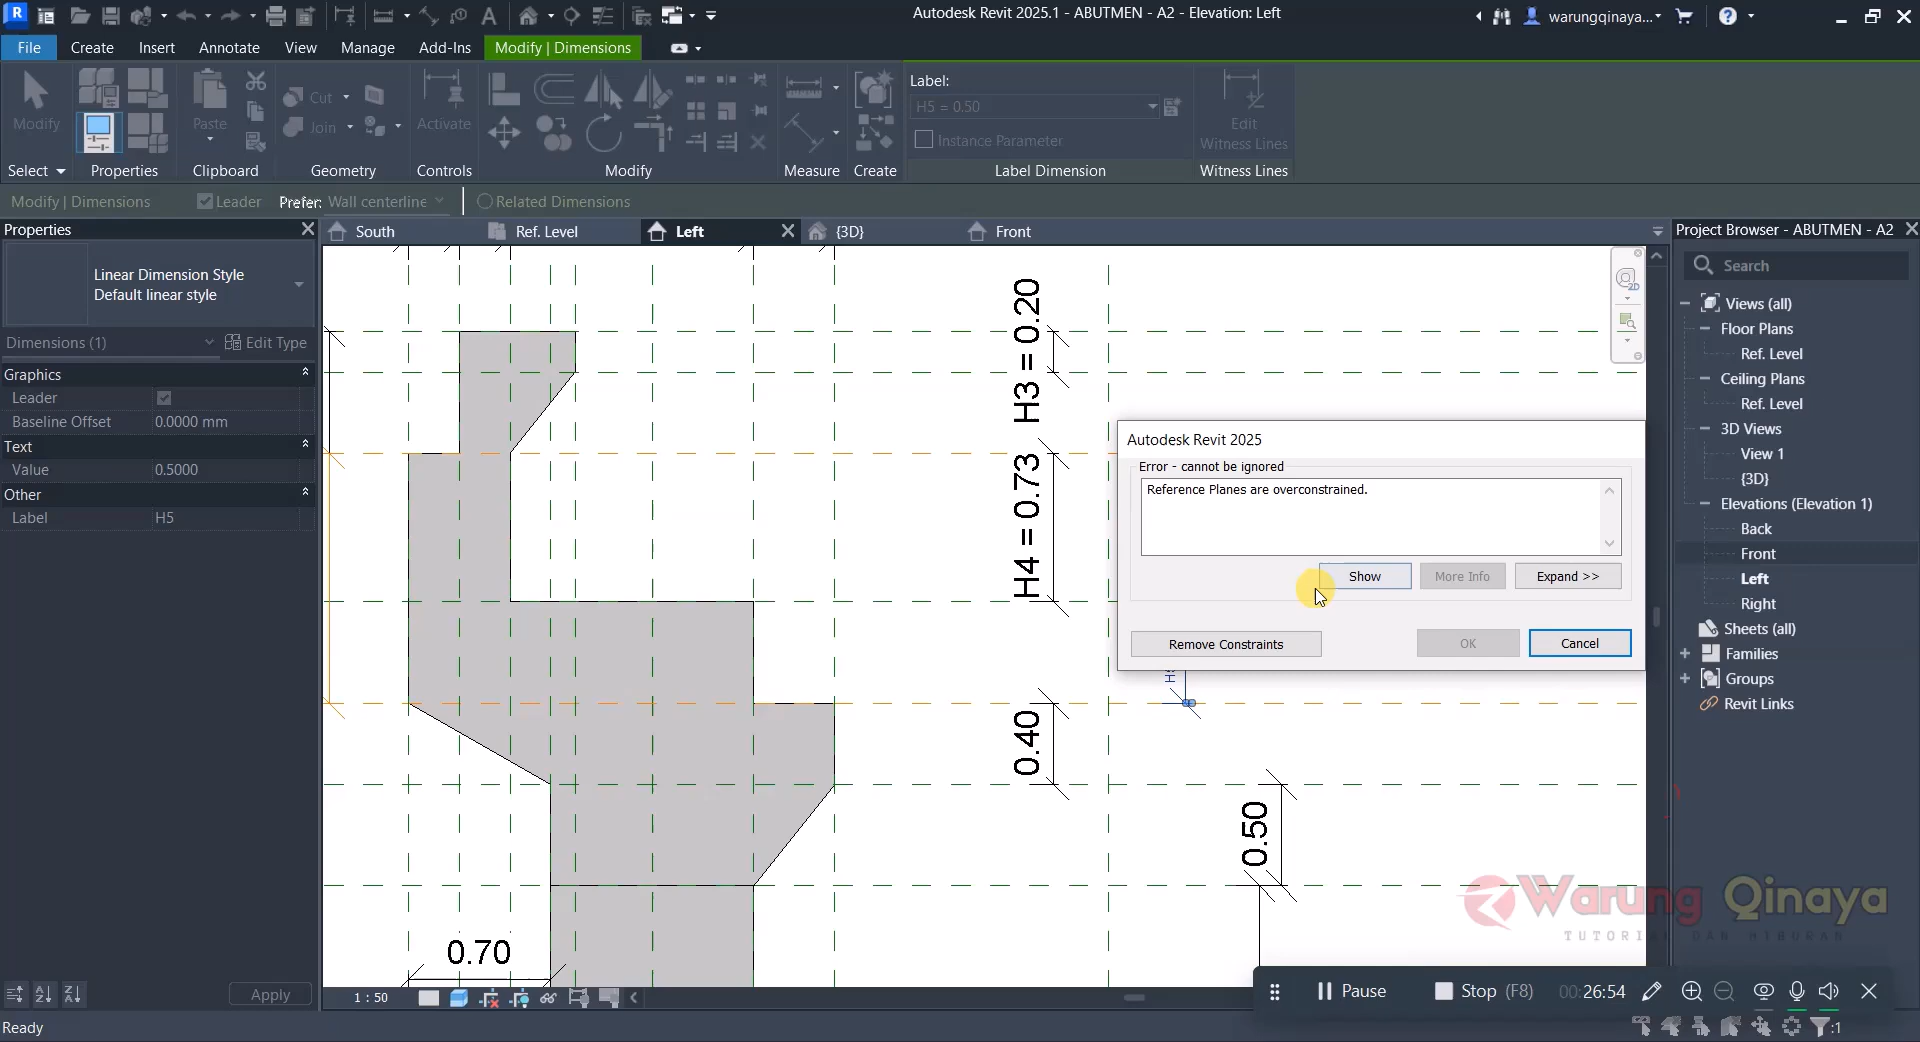 Autodesk Revit 2025.1 - ABUTMEN - A2 - Elevation: Left
warungqinaya...
File
Create
Insert
Annotate
View
Manage
Add-Ins
Modify | Dimensions
Modify
Select
Properties
Paste
Clipboard
Cut
Join
Geometry
Activate
Controls
Modify
Measure
Create
Label:
H5 = 0.50
Instance Parameter
Label Dimension
Edit
Witness Lines
Witness Lines
Modify | Dimensions
Leader
Prefer:
Wall centerline
Related Dimensions
Properties
Linear Dimension Style
Default linear style
Dimensions (1)
Edit Type
Graphics
Leader
Baseline Offset
0.0000 mm
Text
Value
0.5000
Other
Label
H5
Apply
Ready
South
Ref. Level
Left
{3D}
Front
2D
H3 = 0.20
H4 = 0.73
0.40
0.50
0.70
1 : 50
Autodesk Revit 2025
Error - cannot be ignored
Reference Planes are overconstrained.
Show
More Info
Expand >>
Remove Constraints
OK
Cancel
Project Browser - ABUTMEN - A2
Search
Views (all)
Floor Plans
Ref. Level
Ceiling Plans
Ref. Level
3D Views
View 1
{3D}
Elevations (Elevation 1)
Back
Front
Left
Right
Sheets (all)
Families
Groups
Revit Links
Warung Qinaya
TUTORIAL DAN HIBURAN
Pause
Stop (F8)
00:26:54
:1